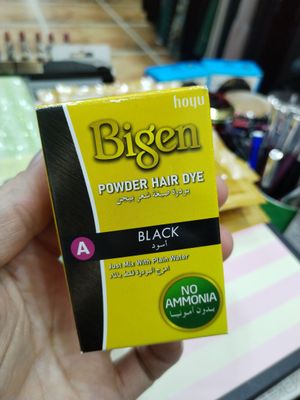 hoyu
Bigen
POWDER HAIR DYE
بودرة صبغة شعر بيجن
A
BLACK
أسود
Just Mix With Plain Water
امزج البودرة فقط بالماء
NO
AMMONIA
بدون أمونيا